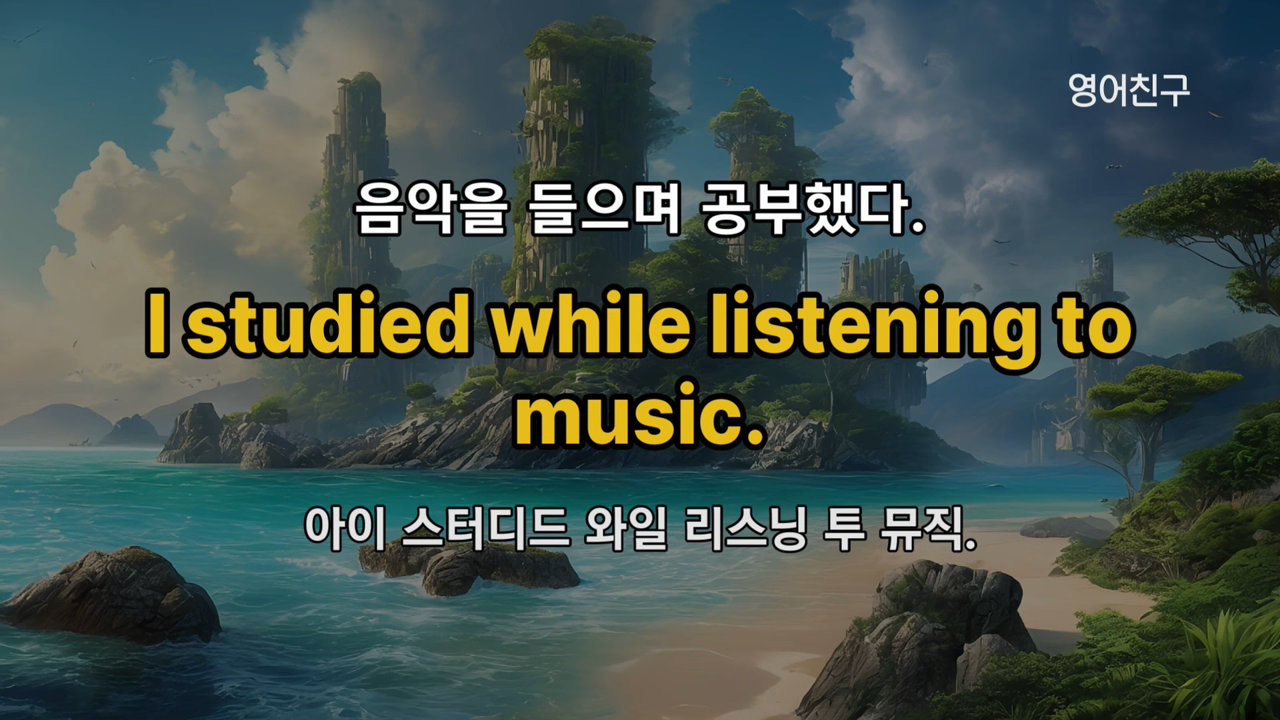 영어친구
음악을 들으며 공부했다.
I studied while listening to
music.
아이 스터디드 와일 리스닝 투 뮤직.